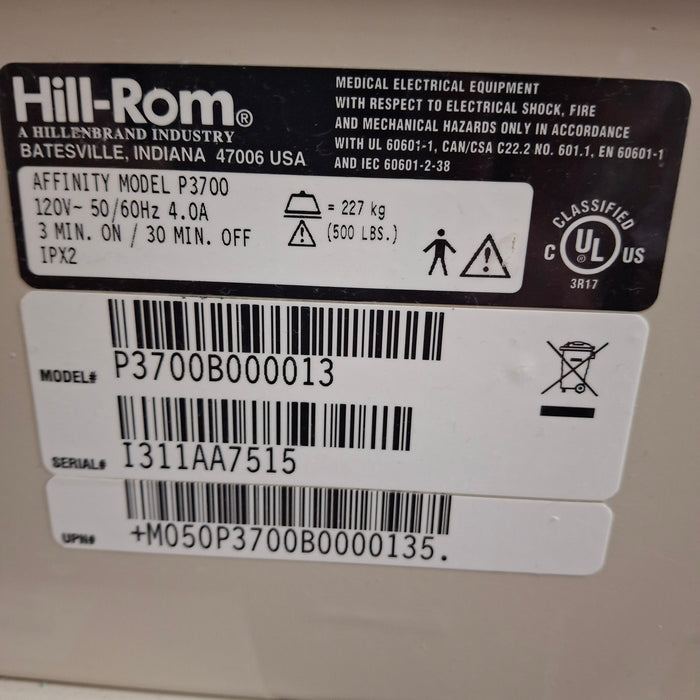 Hill-Rom®
A HILLENBRAND INDUSTRY
BATESVILLE, INDIANA 47006 USA
MEDICAL ELECTRICAL EQUIPMENT
WITH RESPECT TO ELECTRICAL SHOCK, FIRE
AND MECHANICAL HAZARDS ONLY IN ACCORDANCE
WITH UL 60601-1, CAN/CSA C22.2 NO. 601.1, EN 60601-1
AND IEC 60601-2-38
AFFINITY MODEL P3700
120V~ 50/60Hz 4.0A
3 MIN. ON / 30 MIN. OFF
IPX2
= 227 kg
(500 LBS.)
CLASSIFIED
C UL® US
3R17
MODEL# P3700B000013
SERIAL# I311AA7515
UPN# +M050P3700B0000135.